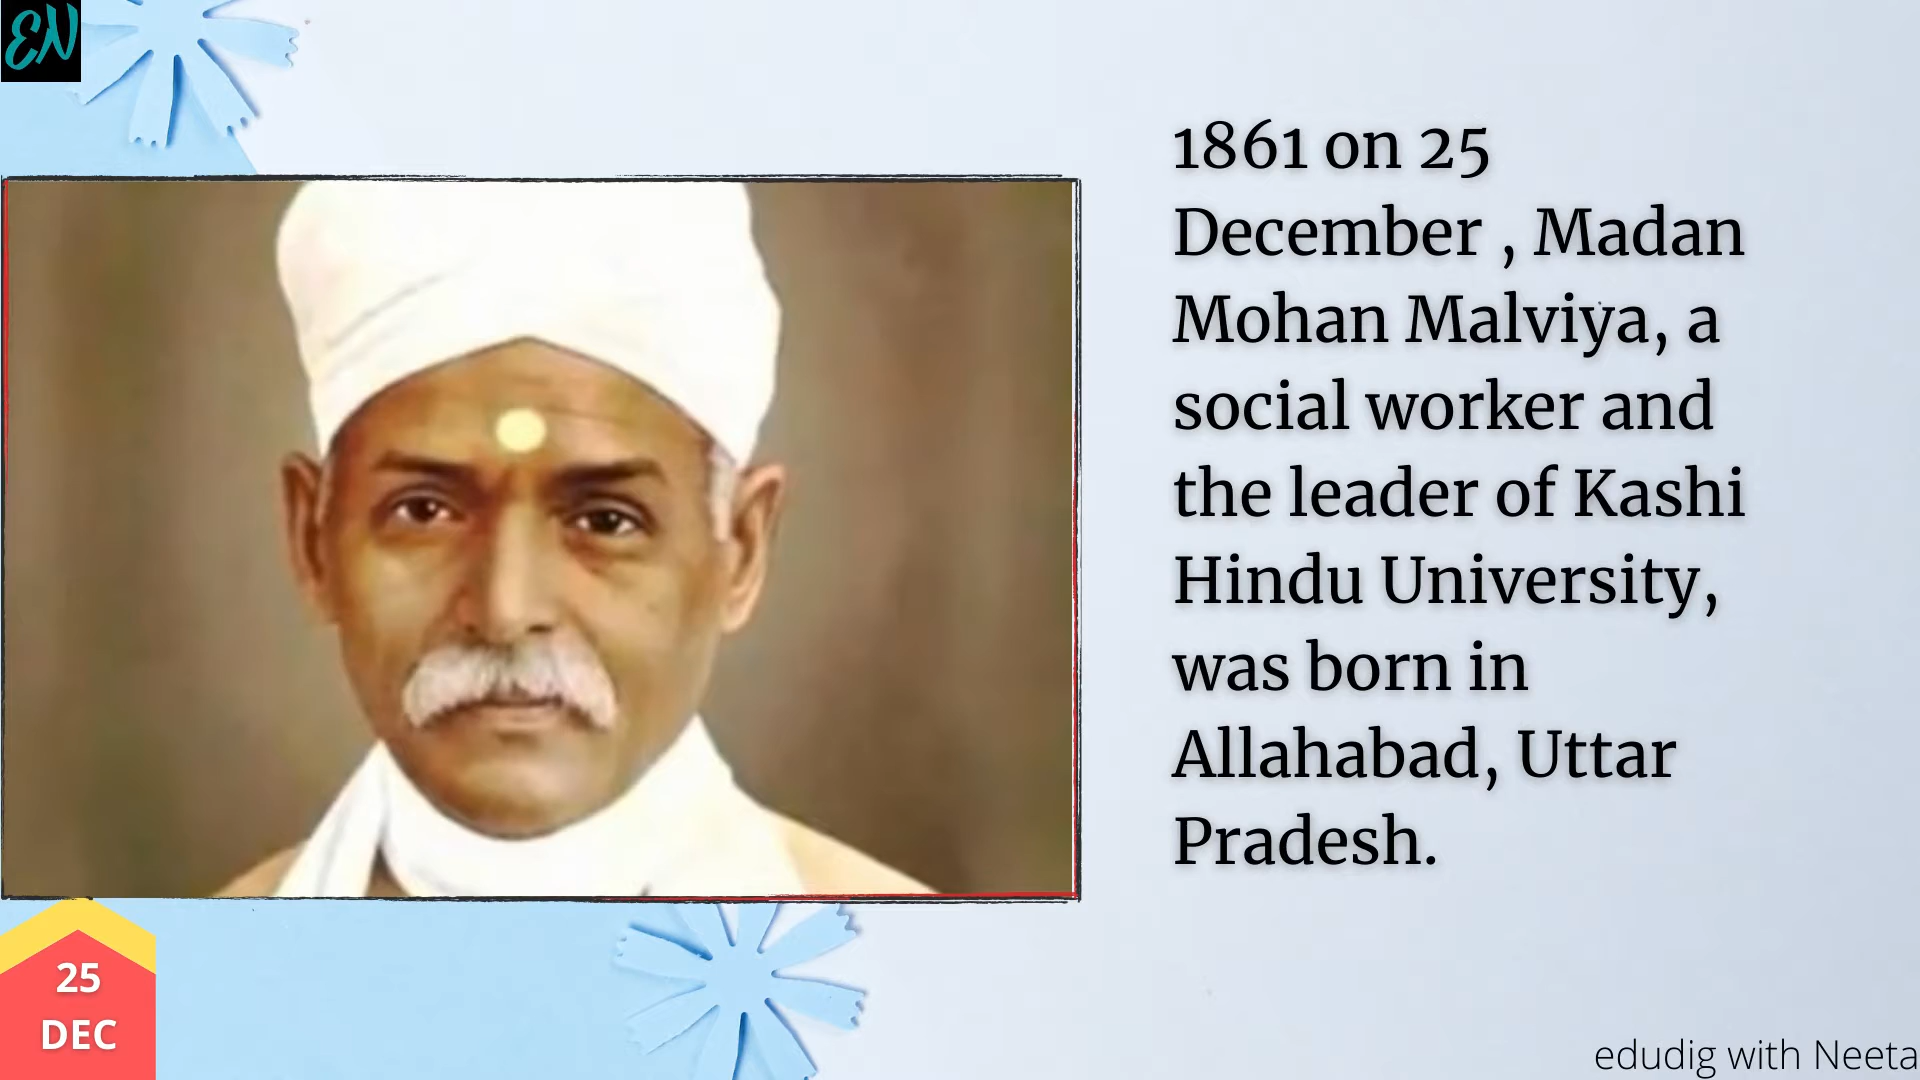 EN
1861 on 25
December , Madan
Mohan Malviya, a
social worker and
the leader of Kashi
Hindu University,
was born in
Allahabad, Uttar
Pradesh.
25
DEC
edudig with Neeta